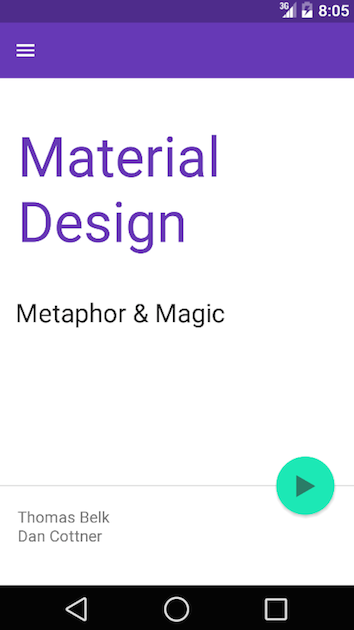 3G 8:05
Material
Design
Metaphor & Magic
Thomas Belk
Dan Cottner